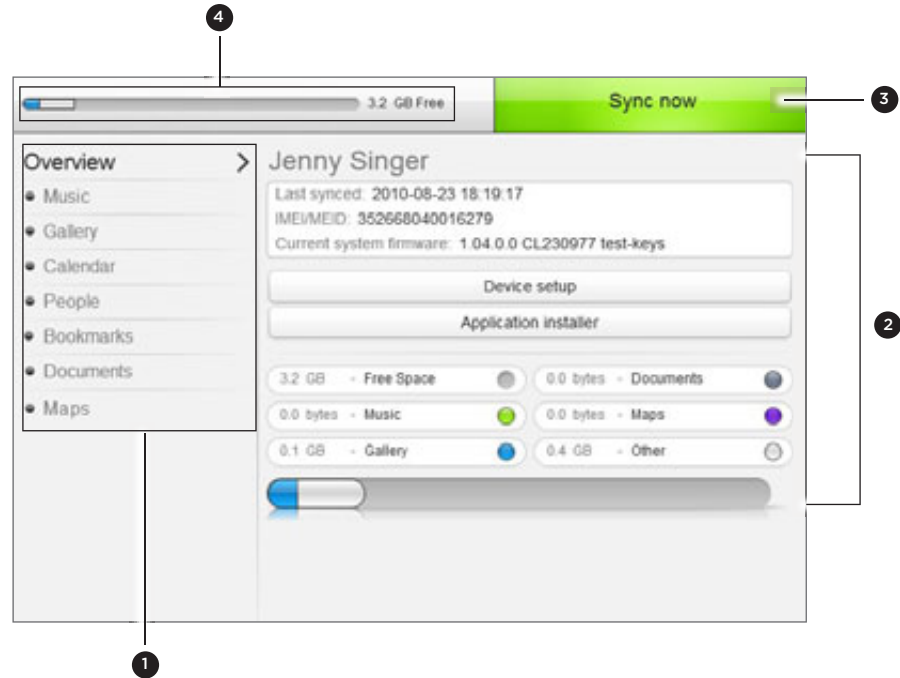 4
3.2 GB Free
Sync now
3
Overview
Music
Gallery
Calendar
People
Bookmarks
Documents
Maps
Jenny Singer
Last synced: 2010-08-23 18:19:17
IMEI/MEID: 352668040016279
Current system firmware: 1.04.0.0 CL230977 test-keys
Device setup
Application installer
2
3.2 GB - Free Space
0.0 bytes - Documents
0.0 bytes - Music
0.0 bytes - Maps
0.1 GB - Gallery
0.4 GB - Other
1